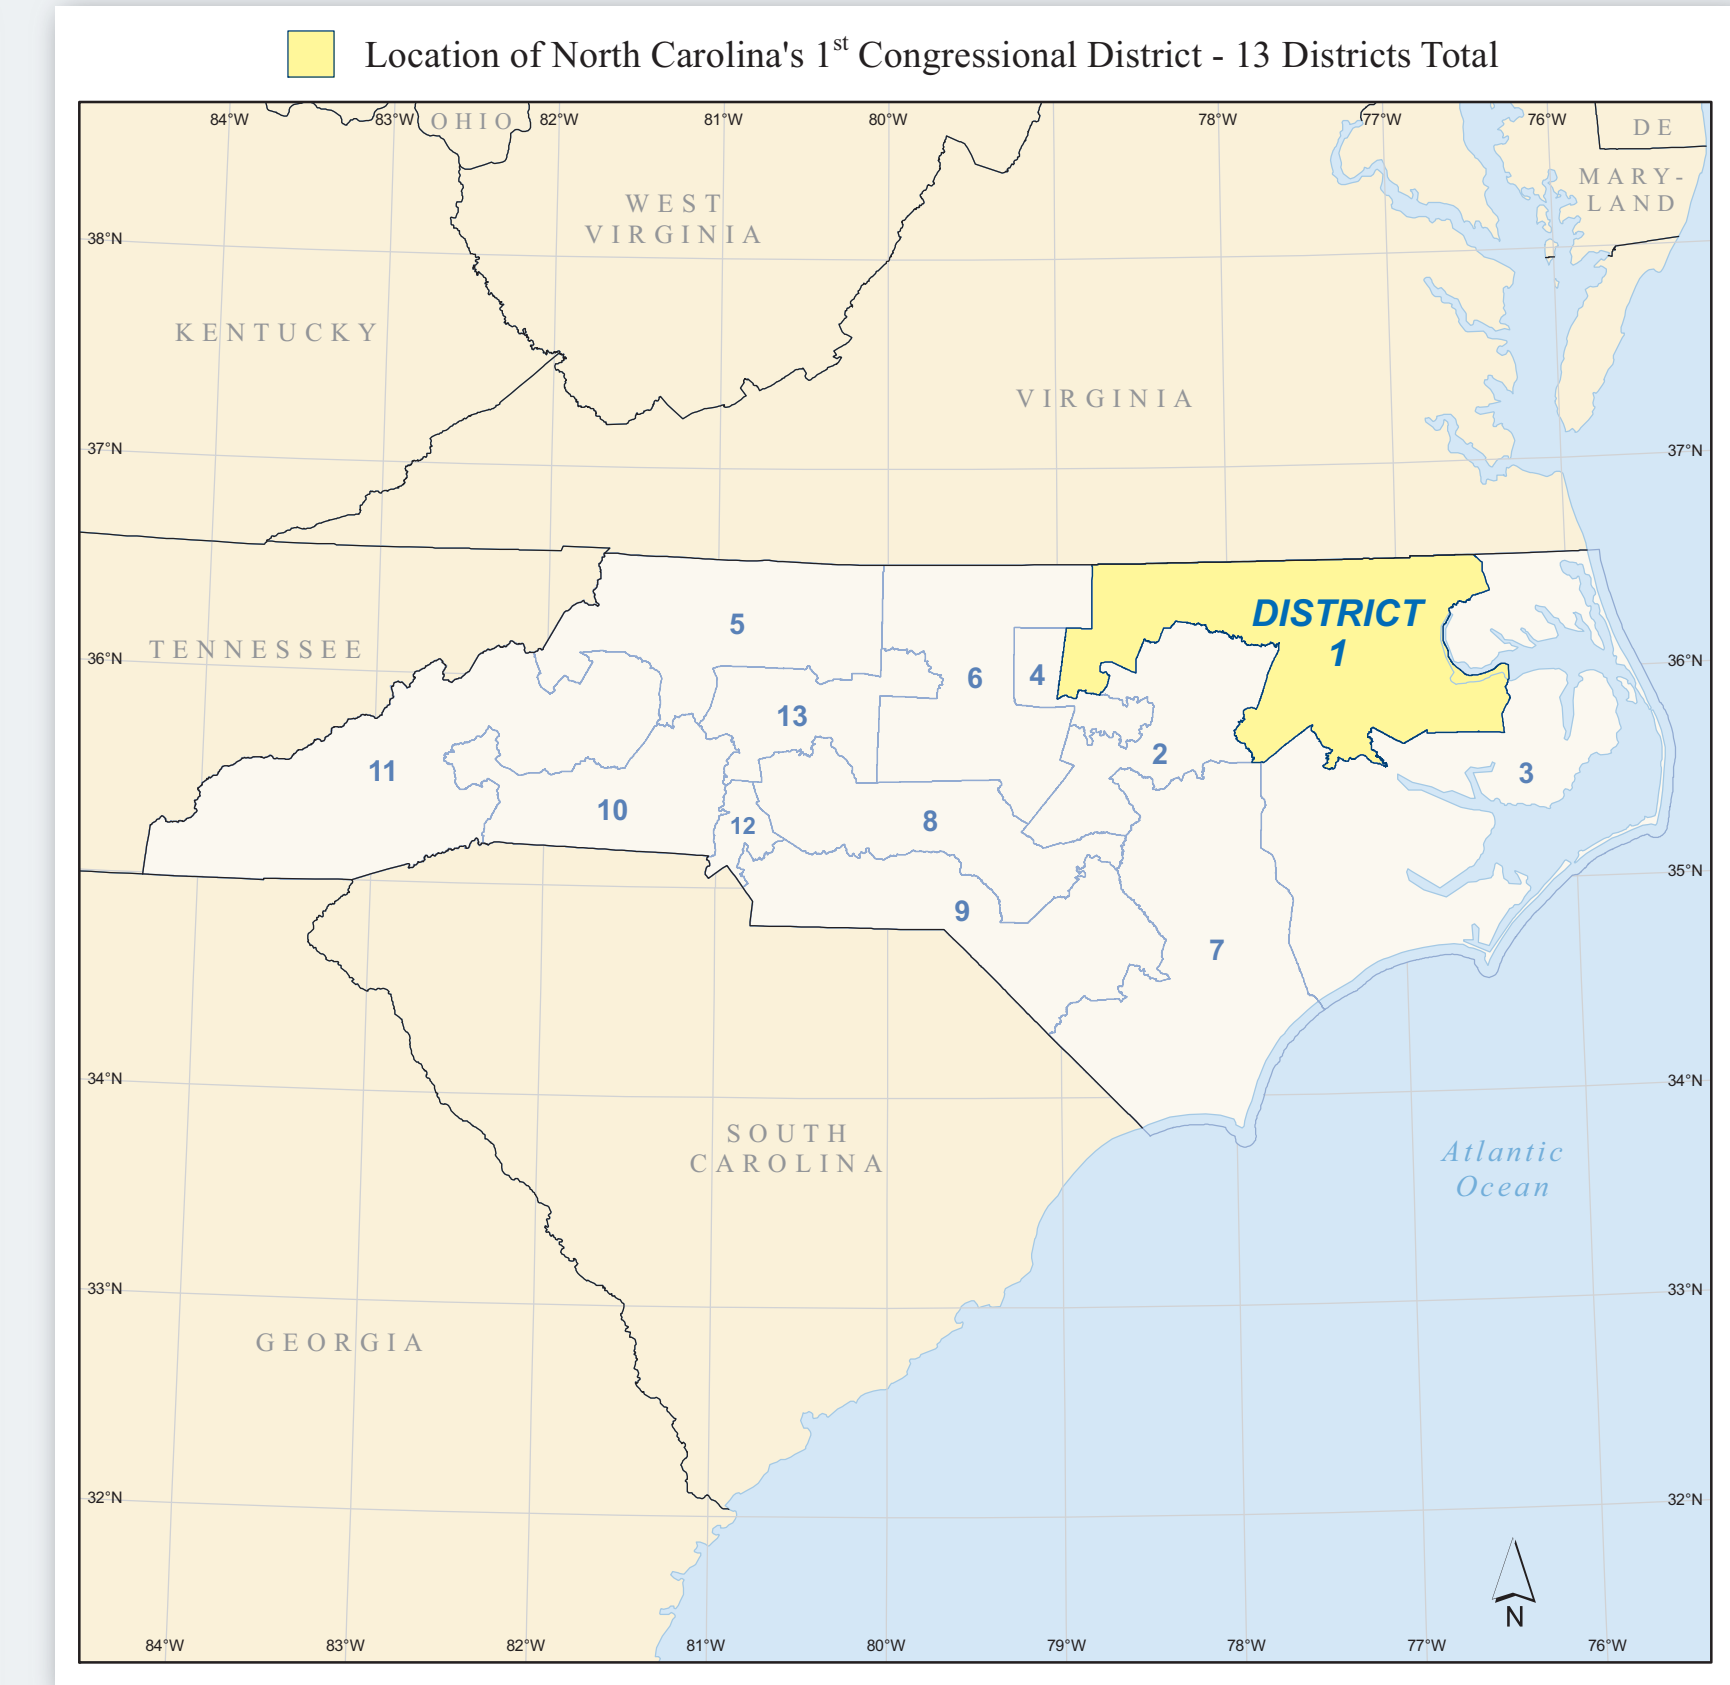 Location of North Carolina's 1st Congressional District - 13 Districts Total
84°W 83°W 82°W 81°W 80°W 78°W 77°W 76°W
OHIO
DE
MARY-
LAND
WEST
VIRGINIA
38°N
KENTUCKY
VIRGINIA
37°N 37°N
DISTRICT
1
5
TENNESSEE
36°N 36°N
6
4
13
2
11
3
10
8
12
35°N
9
7
34°N 34°N
SOUTH
CAROLINA
Atlantic
Ocean
33°N 33°N
GEORGIA
32°N 32°N
N
84°W 83°W 82°W 81°W 80°W 79°W 78°W 77°W 76°W